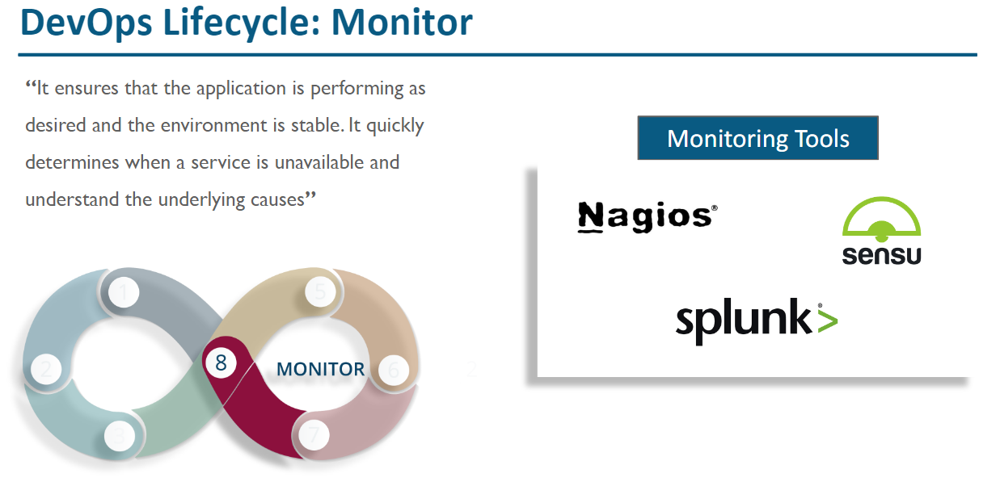 DevOps Lifecycle: Monitor
“It ensures that the application is performing as
desired and the environment is stable. It quickly
determines when a service is unavailable and
understand the underlying causes”
Monitoring Tools
Nagios®
sensu
splunk>®
1
5
8
MONITOR
2
6
2
3
7